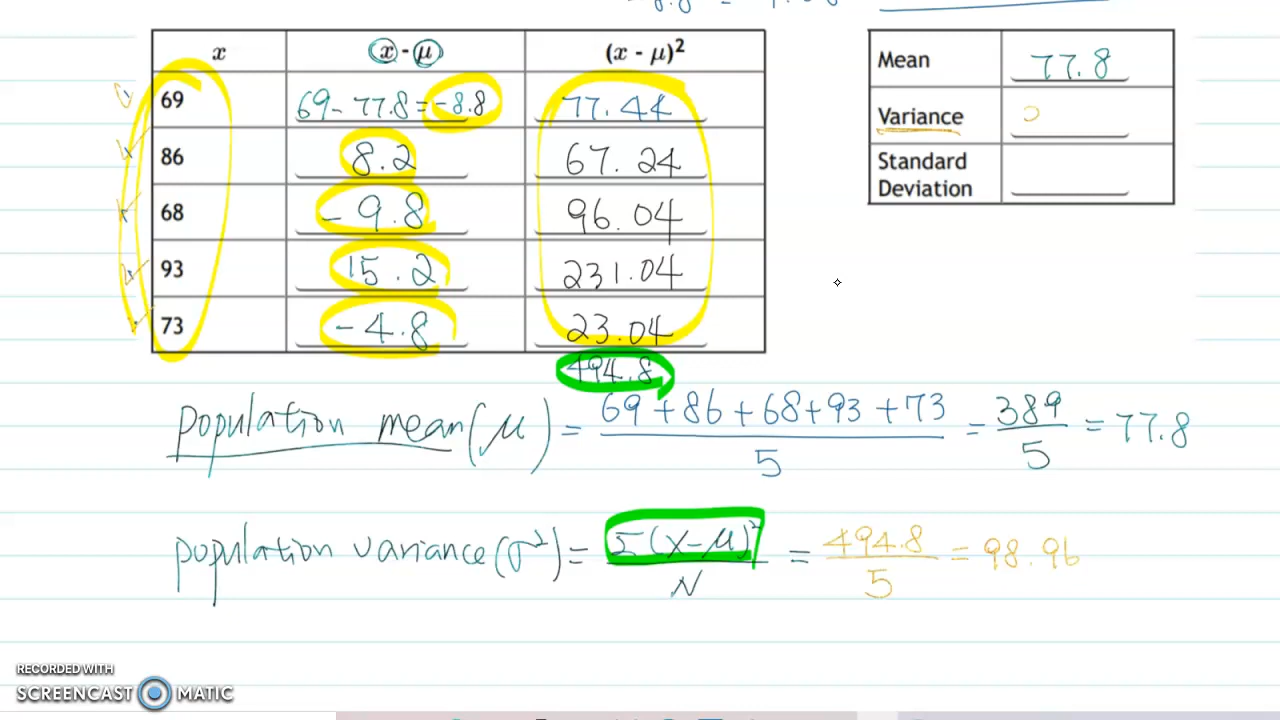 x x - μ (x - μ)²
69 69 - 77.8 = -8.8 77.44
86 8.2 67.24
68 -9.8 96.04
93 15.2 231.04
73 -4.8 23.04
494.8
Mean 77.8
Variance
Standard
Deviation
population mean (μ) = 69 + 86 + 68 + 93 + 73 / 5 = 389 / 5 = 77.8
population variance (σ²) = Σ(x-μ)² / N = 494.8 / 5 = 98.96
RECORDED WITH
SCREENCAST MATIC